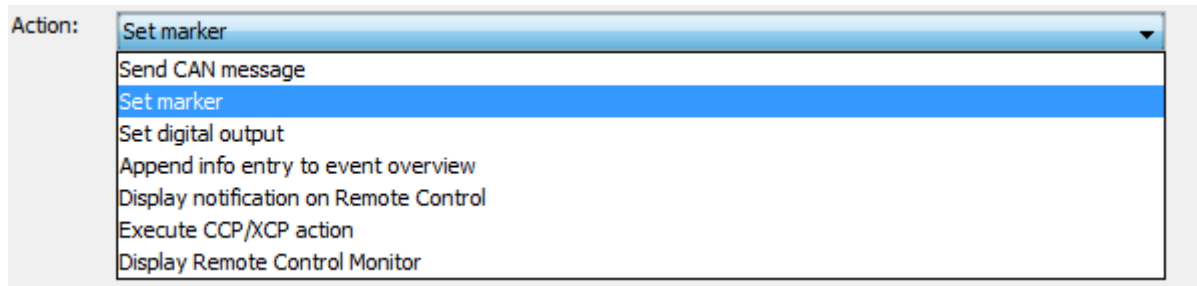 Action: Set marker
Send CAN message
Set marker
Set digital output
Append info entry to event overview
Display notification on Remote Control
Execute CCP/XCP action
Display Remote Control Monitor